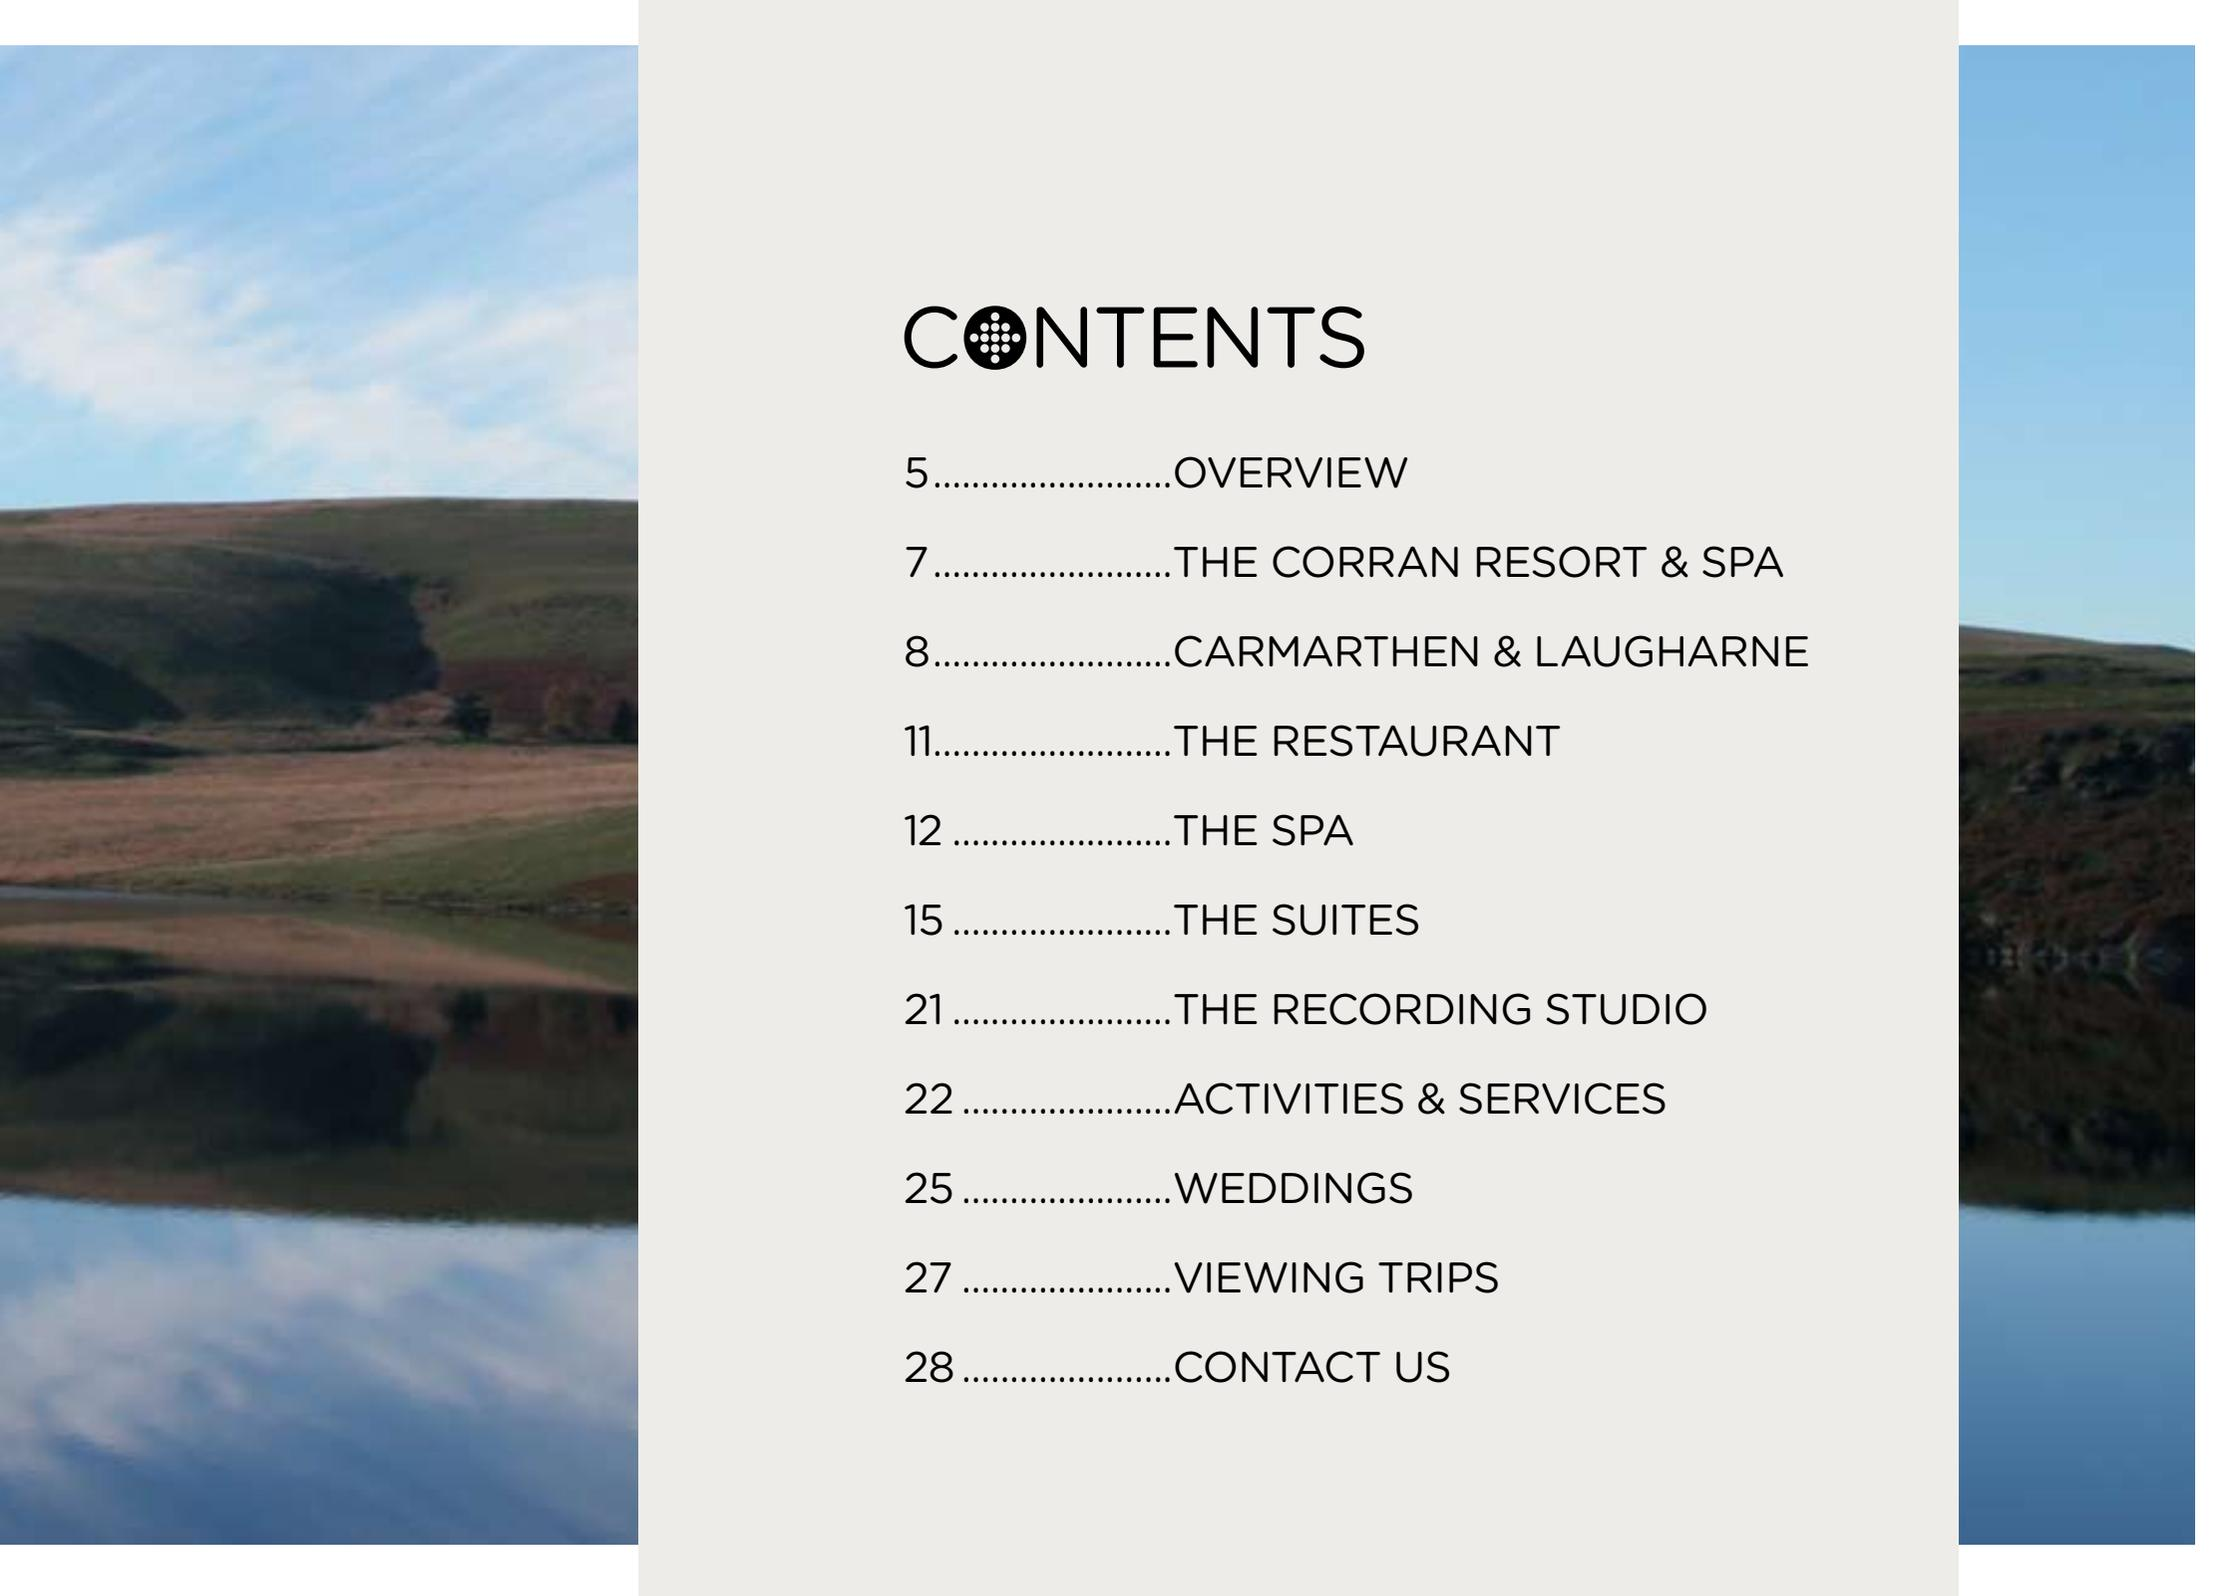 CONTENTS
5.........................OVERVIEW
7.........................THE CORRAN RESORT & SPA
8.........................CARMARTHEN & LAUGHARNE
11.........................THE RESTAURANT
12 .......................THE SPA
15 .......................THE SUITES
21 .......................THE RECORDING STUDIO
22 ......................ACTIVITIES & SERVICES
25 ......................WEDDINGS
27 ......................VIEWING TRIPS
28 ......................CONTACT US